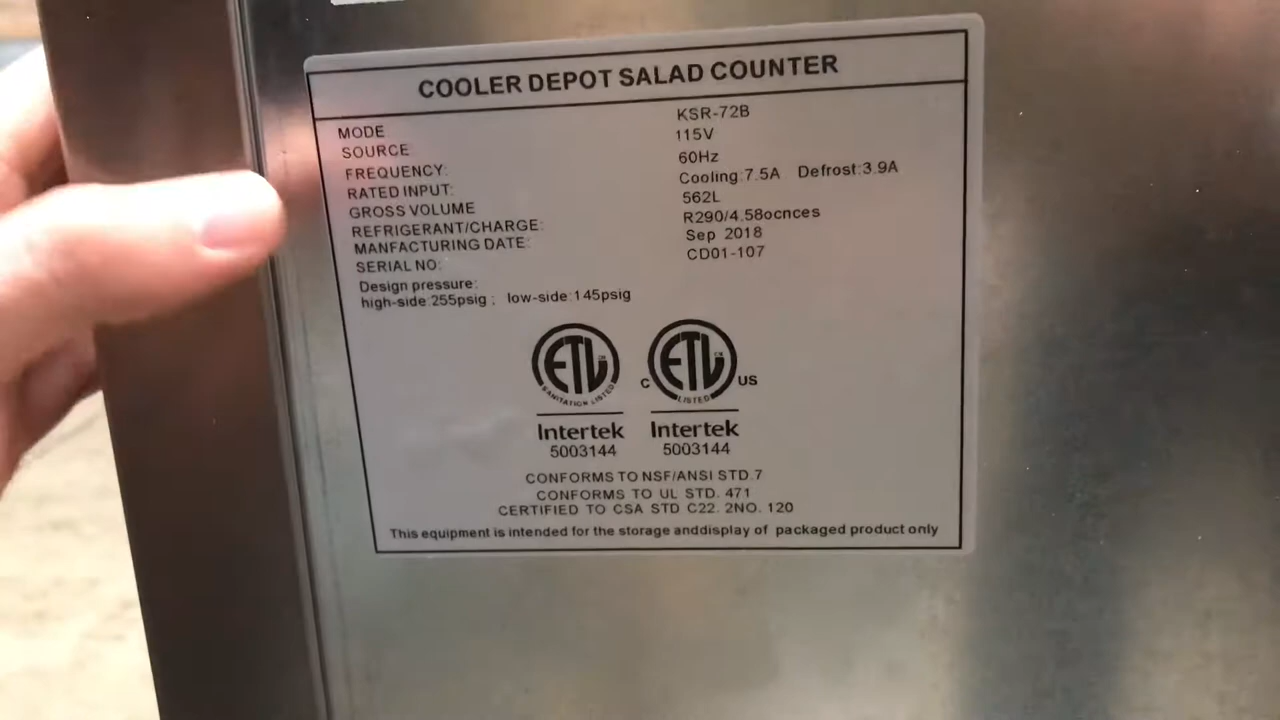 COOLER DEPOT SALAD COUNTER
MODE KSR-72B
SOURCE 115V
FREQUENCY: 60Hz
RATED INPUT: Cooling:7.5A Defrost:3.9A
GROSS VOLUME 562L
REFRIGERANT/CHARGE: R290/4.58ocnces
MANFACTURING DATE: Sep 2018
SERIAL NO: CD01-107
Design pressure:
high-side:255psig ; low-side:145psig
ETL CM ETL CM
SANITATION LISTED C LISTED US
Intertek Intertek
5003144 5003144
CONFORMS TO NSF/ANSI STD.7
CONFORMS TO UL STD. 471
CERTIFIED TO CSA STD C22. 2NO. 120
This equipment is intended for the storage anddisplay of packaged product only